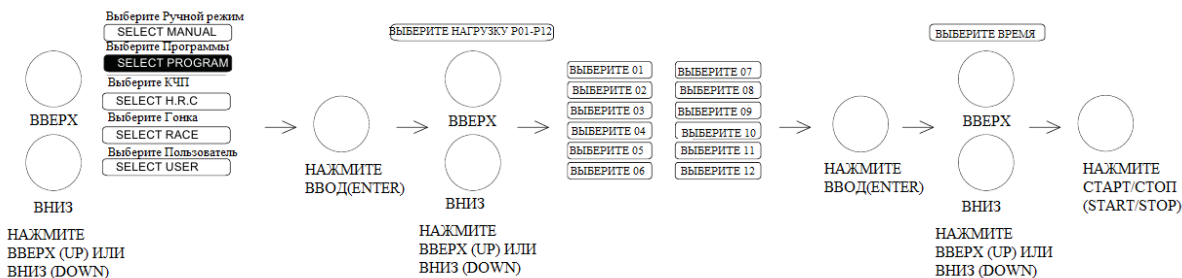 Выберите Ручной режим
SELECT MANUAL
Выберите Программы
SELECT PROGRAM
Выберите КЧП
SELECT H.R.C
Выберите Гонка
SELECT RACE
Выберите Пользователь
SELECT USER
ВВЕРХ
ВНИЗ
НАЖМИТЕ
ВВЕРХ (UP) ИЛИ
ВНИЗ (DOWN)
НАЖМИТЕ
ВВОД(ENTER)
ВЫБЕРИТЕ НАГРУЗКУ P01-P12
ВВЕРХ
ВНИЗ
НАЖМИТЕ
ВВЕРХ (UP) ИЛИ
ВНИЗ (DOWN)
ВЫБЕРИТЕ 01
ВЫБЕРИТЕ 02
ВЫБЕРИТЕ 03
ВЫБЕРИТЕ 04
ВЫБЕРИТЕ 05
ВЫБЕРИТЕ 06
ВЫБЕРИТЕ 07
ВЫБЕРИТЕ 08
ВЫБЕРИТЕ 09
ВЫБЕРИТЕ 10
ВЫБЕРИТЕ 11
ВЫБЕРИТЕ 12
НАЖМИТЕ
ВВОД(ENTER)
ВЫБЕРИТЕ ВРЕМЯ
ВВЕРХ
ВНИЗ
НАЖМИТЕ
ВВЕРХ (UP) ИЛИ
ВНИЗ (DOWN)
НАЖМИТЕ
СТАРТ/СТОП
(START/STOP)